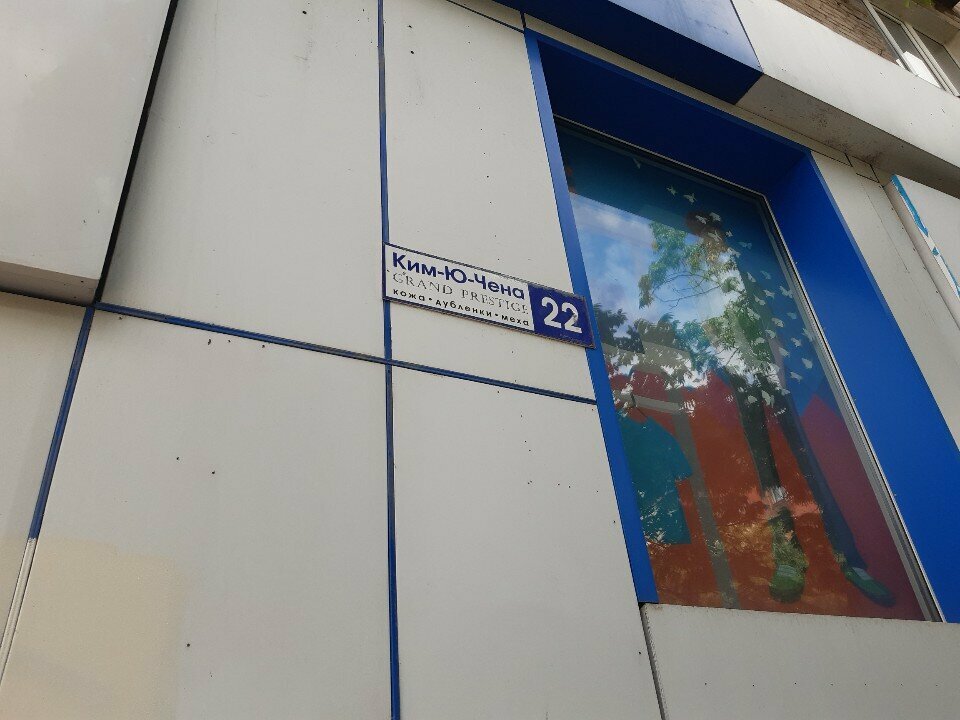 Ким-Ю-Чена
GRAND PRESTIGE
кожа•дубленки•меха
22